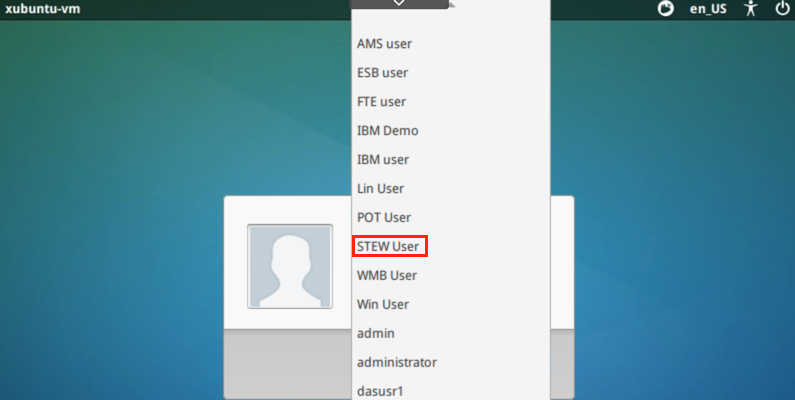 xubuntu-vm
en_US
AMS user
ESB user
FTE user
IBM Demo
IBM user
Lin User
POT User
STEW User
WMB User
Win User
admin
administrator
dasusr1